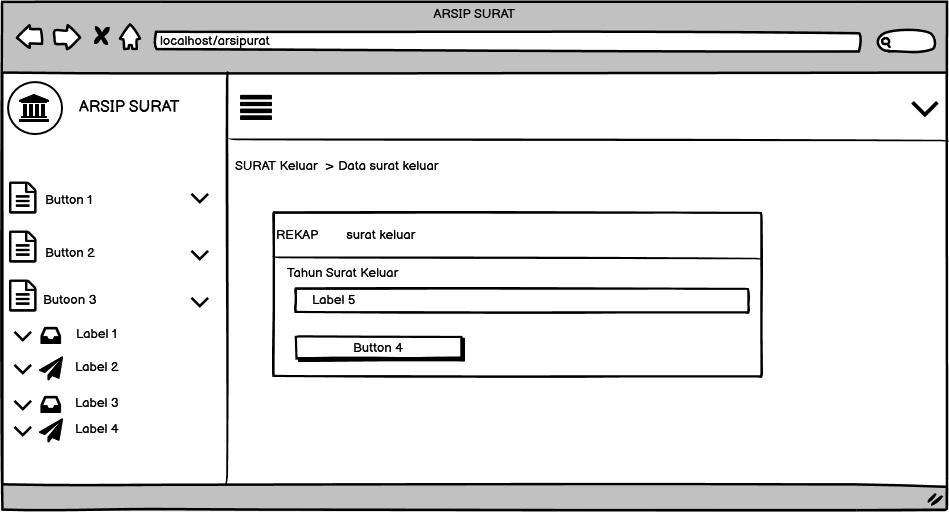 ARSIP SURAT
localhost/arsipurat
ARSIP SURAT
Button 1
Button 2
Butoon 3
Label 1
Label 2
Label 3
Label 4
SURAT Keluar > Data surat keluar
REKAP surat keluar
Tahun Surat Keluar
Label 5
Button 4